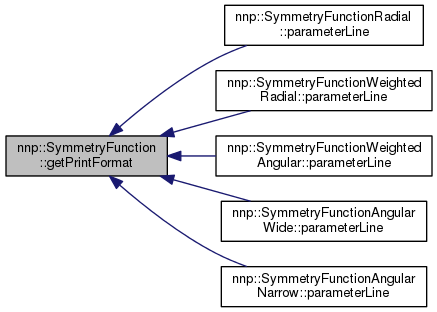 nnp::SymmetryFunctionRadial
::parameterLine
nnp::SymmetryFunctionWeighted
Radial::parameterLine
nnp::SymmetryFunction
::getPrintFormat
nnp::SymmetryFunctionWeighted
Angular::parameterLine
nnp::SymmetryFunctionAngular
Wide::parameterLine
nnp::SymmetryFunctionAngular
Narrow::parameterLine